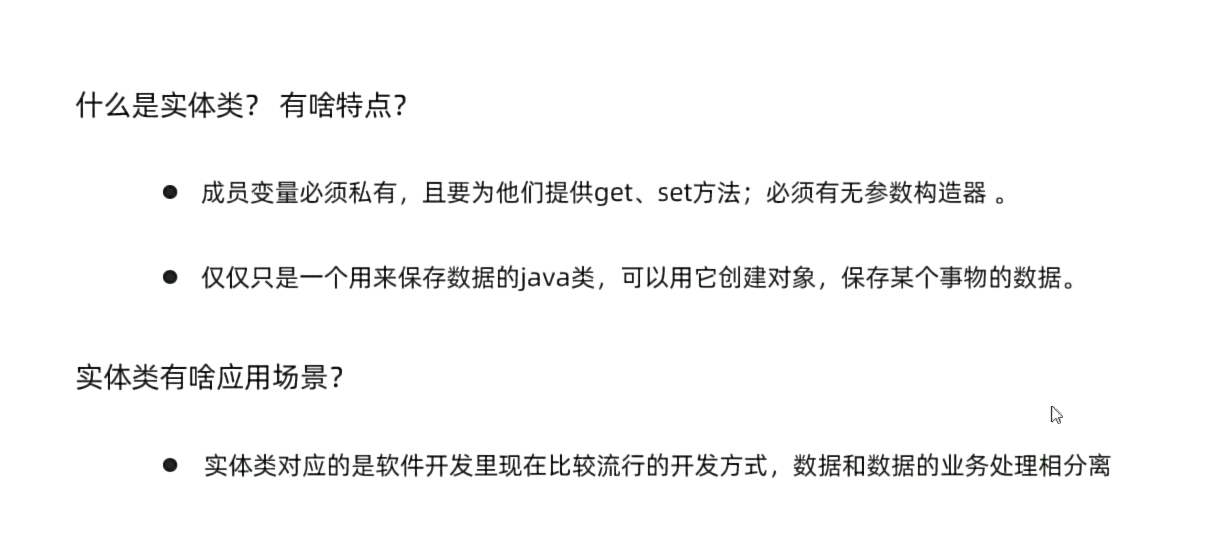 什么是实体类？ 有啥特点？
● 成员变量必须私有，且要为他们提供get、set方法；必须有无参数构造器 。
● 仅仅只是一个用来保存数据的java类，可以用它创建对象，保存某个事物的数据。
实体类有啥应用场景？
● 实体类对应的是软件开发里现在比较流行的开发方式，数据和数据的业务处理相分离